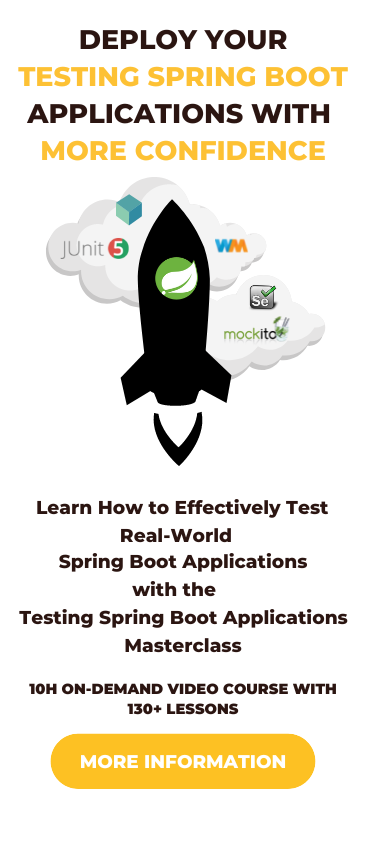 DEPLOY YOUR
TESTING SPRING BOOT
APPLICATIONS WITH
MORE CONFIDENCE
JUnit 5
WM
Se
mockito
Learn How to Effectively Test
Real-World
Spring Boot Applications
with the
Testing Spring Boot Applications
Masterclass
10H ON-DEMAND VIDEO COURSE WITH
130+ LESSONS
MORE INFORMATION